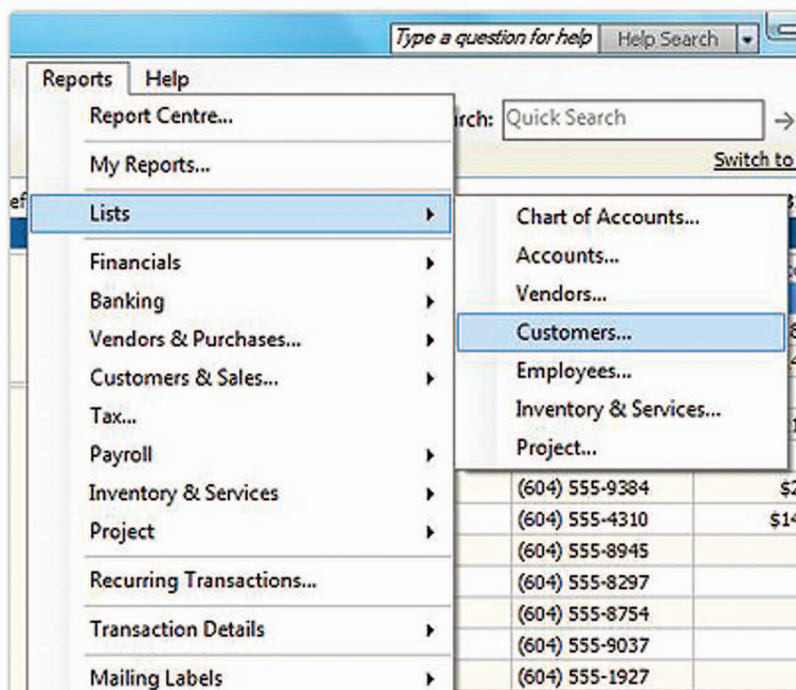 Type a question for help Help Search
Reports Help
Report Centre...
rch: Quick Search
My Reports...
Switch to
Lists
Chart of Accounts...
Accounts...
Financials
Vendors...
Banking
Customers...
Vendors & Purchases...
Employees...
Customers & Sales...
Inventory & Services...
Tax...
Project...
Payroll
Inventory & Services
(604) 555-9384 $2
(604) 555-4310 $14
Project
(604) 555-8945
Recurring Transactions...
(604) 555-8297
(604) 555-8754
Transaction Details
(604) 555-9037
Mailing Labels
(604) 555-1927